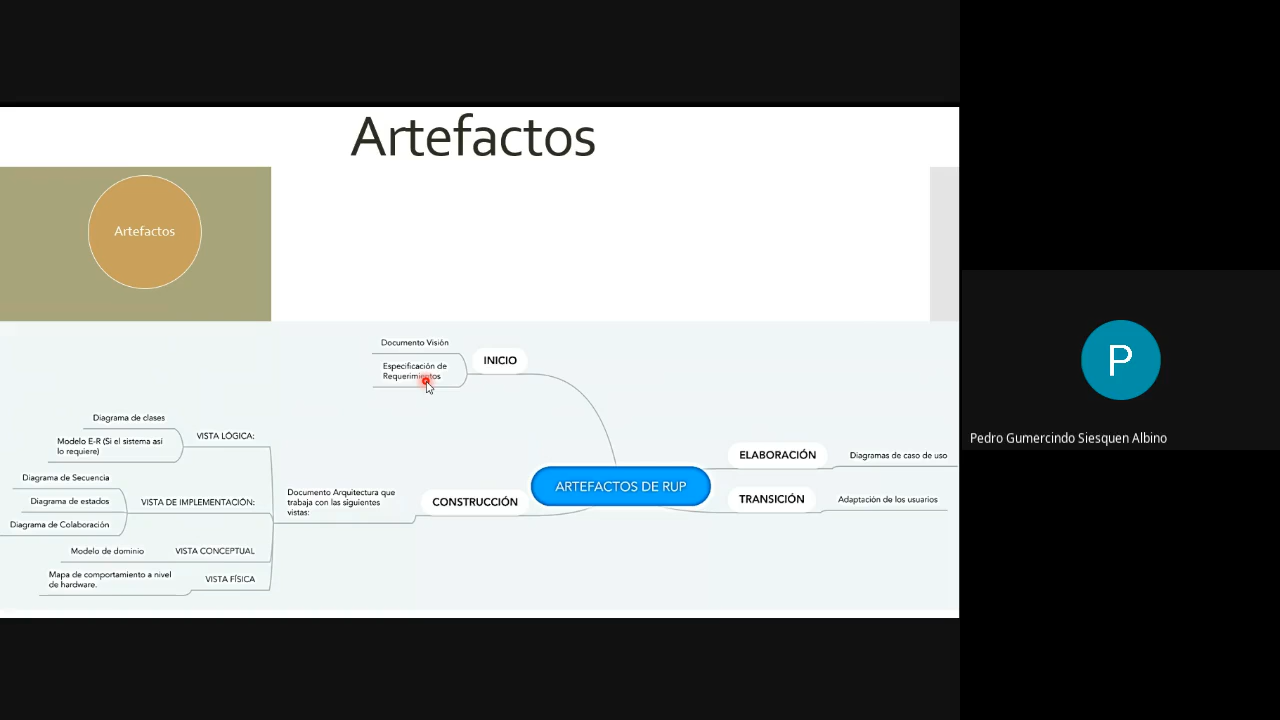 Artefactos
Artefactos
Documento Visión
Especificación de
Requerimientos
INICIO
Diagrama de clases
Modelo E-R (Si el sistema así
lo requiere)
VISTA LÓGICA:
Diagrama de Secuencia
Diagrama de estados
Diagrama de Colaboración
VISTA DE IMPLEMENTACIÓN:
Modelo de dominio
VISTA CONCEPTUAL
Mapa de comportamiento a nivel
de hardware.
VISTA FÍSICA
Documento Arquitectura que
trabaja con las siguientes
vistas:
CONSTRUCCIÓN
ARTEFACTOS DE RUP
ELABORACIÓN
Diagramas de caso de uso
TRANSICIÓN
Adaptación de los usuarios
P
Pedro Gumercindo Siesquen Albino